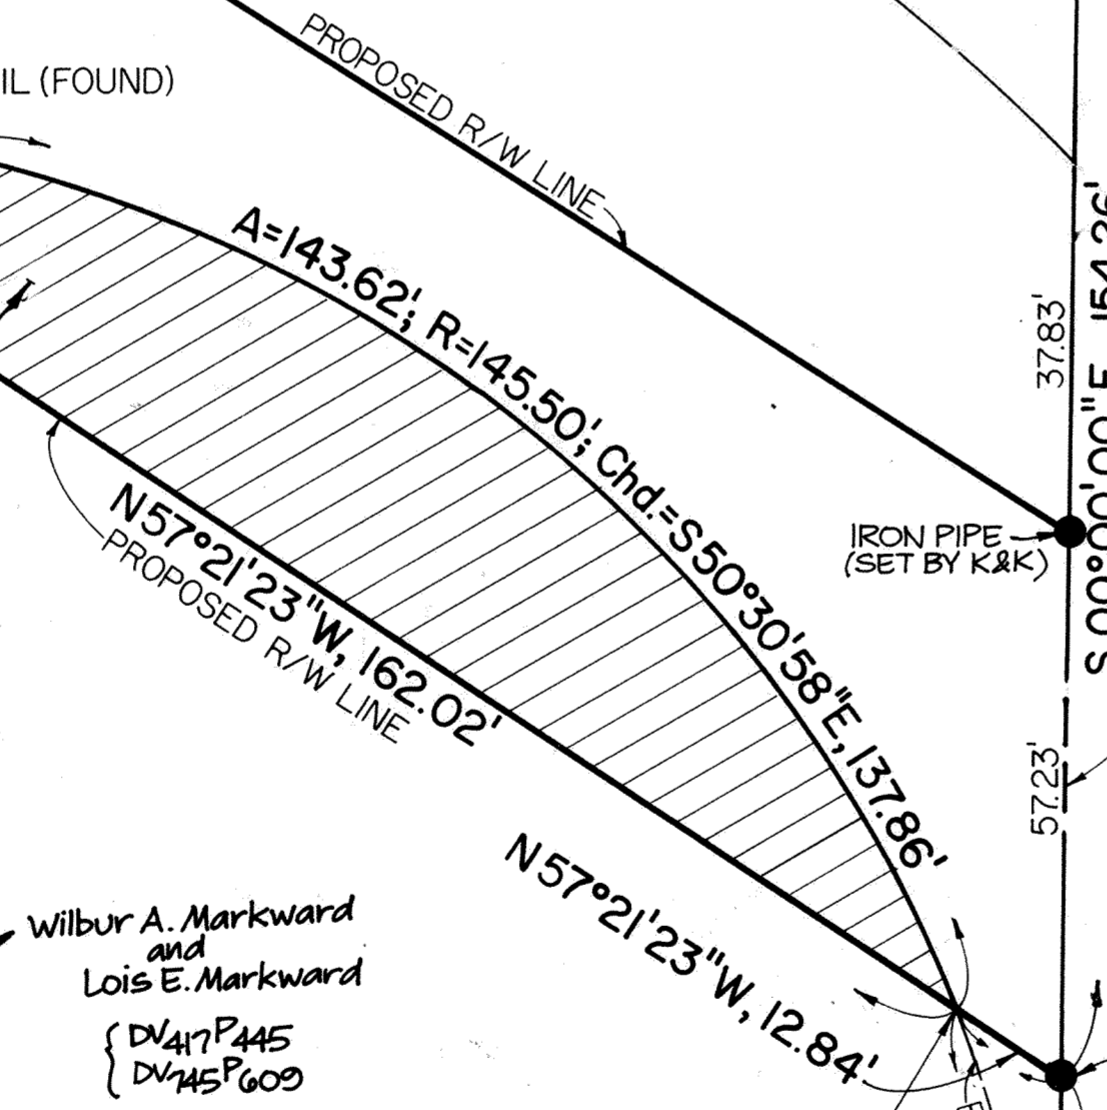 PROPOSED R/W LINE
IL (FOUND)
A=143.62'; R=145.50'; Chd.=S50°30'58"E, 137.86'
37.83'
S 00°00'00"E 154.26'
IRON PIPE
(SET BY K&K)
N57°21'23"W, 162.02'
PROPOSED R/W LINE
57.23'
N57°21'23"W, 12.84'
Wilbur A. Markward
and
Lois E. Markward
DV417P445
DV745P609